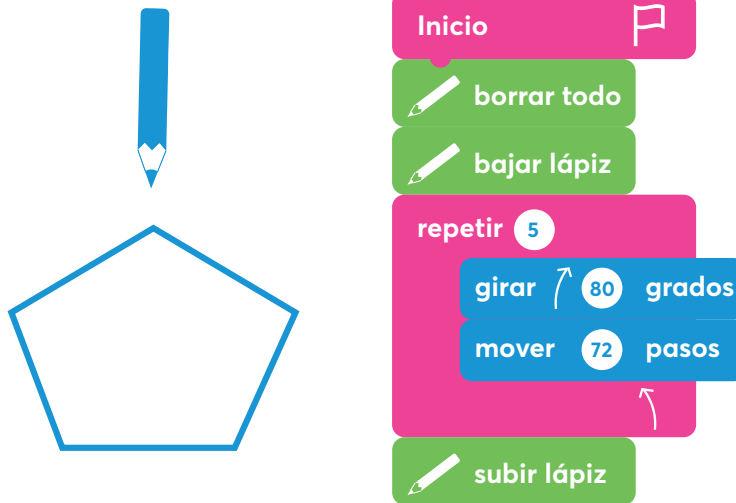 Inicio
borrar todo
bajar lápiz
repetir 5
girar 80 grados
mover 72 pasos
subir lápiz